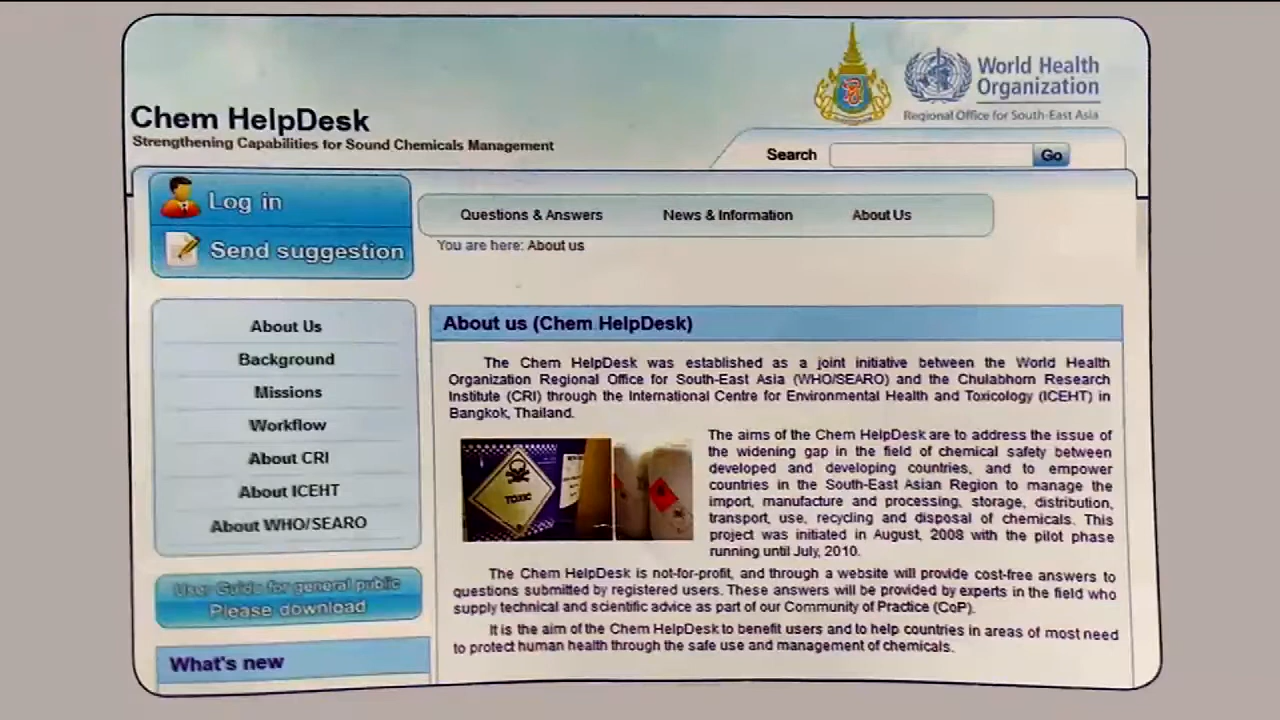 World Health
Organization
Regional Office for South-East Asia
Chem HelpDesk
Strengthening Capabilities for Sound Chemicals Management
Search
Go
Log in
Send suggestion
Questions & Answers
News & Information
About Us
You are here: About us
About Us
Background
Missions
Workflow
About CRI
About ICEHT
About WHO/SEARO
User Guide for general public
Please download
What's new
About us (Chem HelpDesk)
The Chem HelpDesk was established as a joint initiative between the World Health
Organization Regional Office for South-East Asia (WHO/SEARO) and the Chulabhorn Research
Institute (CRI) through the International Centre for Environmental Health and Toxicology (ICEHT) in
Bangkok, Thailand.
TOXIC
The aims of the Chem HelpDesk are to address the issue of
the widening gap in the field of chemical safety between
developed and developing countries, and to empower
countries in the South-East Asian Region to manage the
import, manufacture and processing, storage, distribution,
transport, use, recycling and disposal of chemicals. This
project was initiated in August, 2008 with the pilot phase
running until July, 2010.
The Chem HelpDesk is not-for-profit, and through a website will provide cost-free answers to
questions submitted by registered users. These answers will be provided by experts in the field who
supply technical and scientific advice as part of our Community of Practice (CoP).
It is the aim of the Chem HelpDesk to benefit users and to help countries in areas of most need
to protect human health through the safe use and management of chemicals.